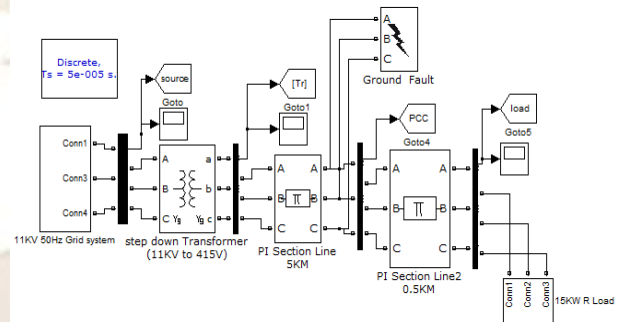 Discrete,
Ts = 5e-005 s.
source
Goto
[Tr]
Goto1
A
B
C
Ground Fault
PCC
Goto4
load
Goto5
Conn1
Conn3
Conn4
11KV 50Hz Grid system
A a
B b
C Yg Yg c
step down Transformer
(11KV to 415V)
A A
B π B
C C
PI Section Line
5KM
A A
B π B
C C
PI Section Line2
0.5KM
Conn1
Conn2
Conn3
15KW R Load